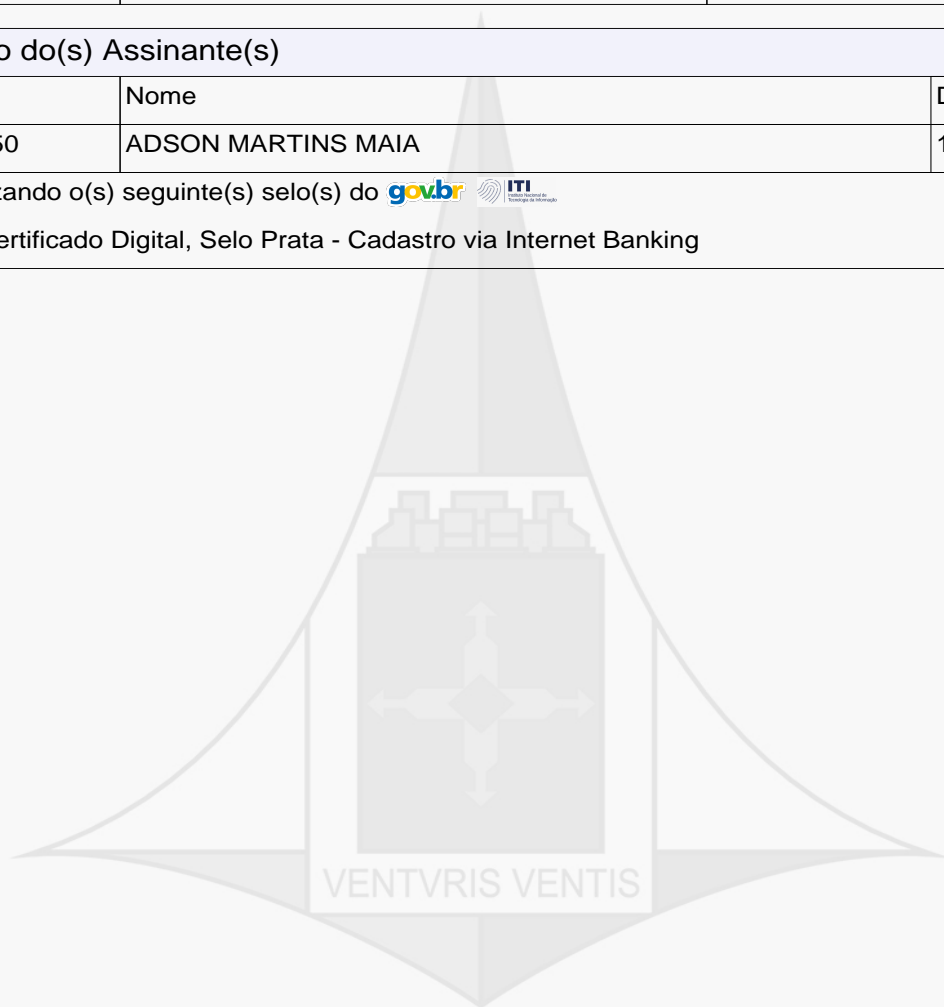 o do(s) Assinante(s)
Nome
50 ADSON MARTINS MAIA 1
zando o(s) seguinte(s) selo(s) do gov.br ITI
ertificado Digital, Selo Prata - Cadastro via Internet Banking
VENTVRIS VENTIS